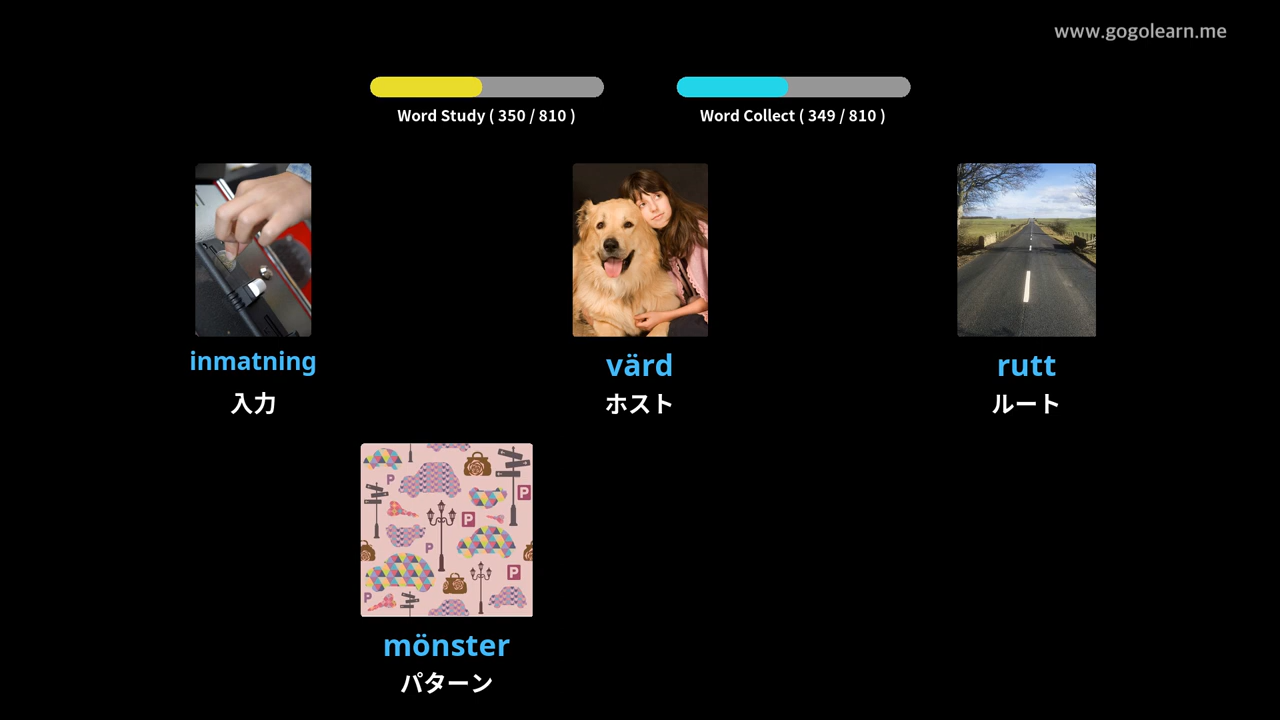 www.gogolearn.me
Word Study ( 350 / 810 )
Word Collect ( 349 / 810 )
inmatning
入力
värd
ホスト
rutt
ルート
P
P
P
P
P
P
mönster
パターン